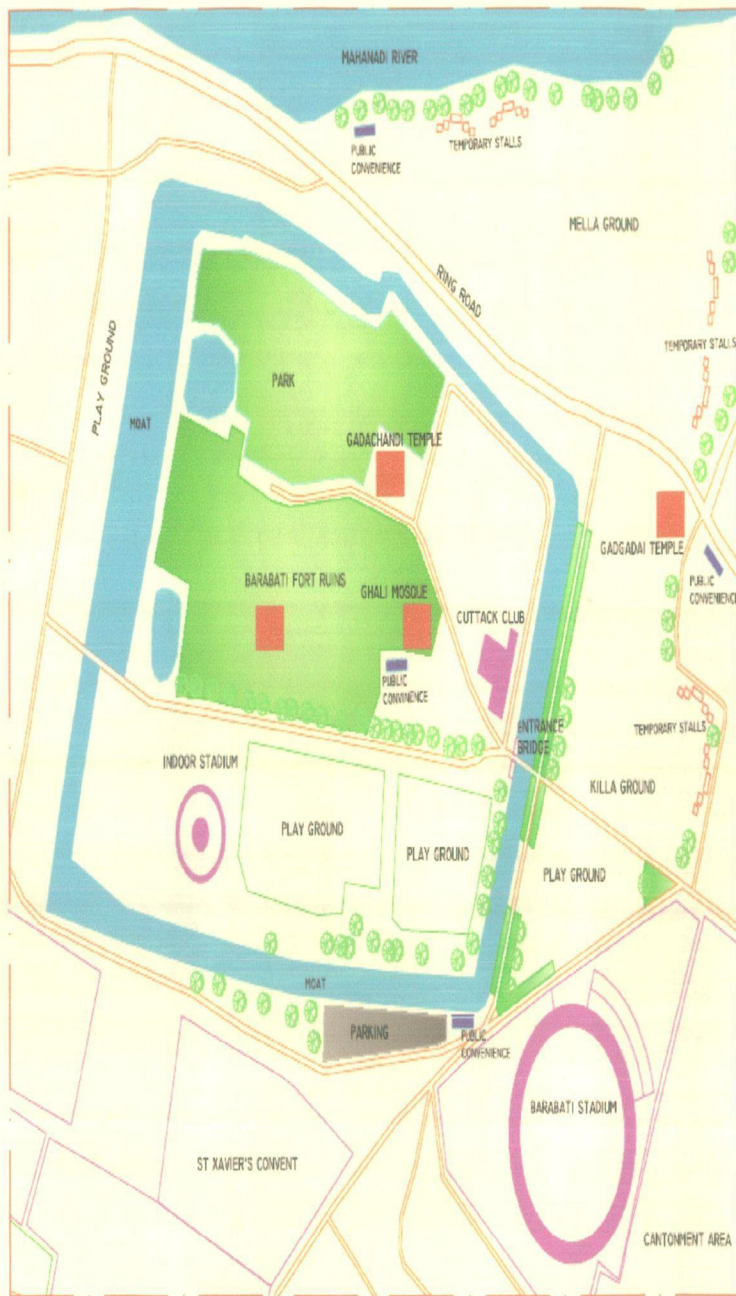 MAHANADI RIVER
PUBLIC
CONVENIENCE
TEMPORARY STALLS
MELLA GROUND
RING ROAD
TEMPORARY STALLS
PLAY GROUND
PARK
MOAT
GADACHANDI TEMPLE
GADGADAI TEMPLE
PUBLIC
CONVENIENCE
BARABATI FORT RUINS
GHALI MOSQUE
CUTTACK CLUB
PUBLIC
CONVINIENCE
ENTRANCE
BRIDGE
TEMPORARY STALLS
INDOOR STADIUM
KILLA GROUND
PLAY GROUND
PLAY GROUND
PLAY GROUND
MOAT
PARKING
PUBLIC
CONVENIENCE
BARABATI STADIUM
ST XAVIER'S CONVENT
CANTONMENT AREA